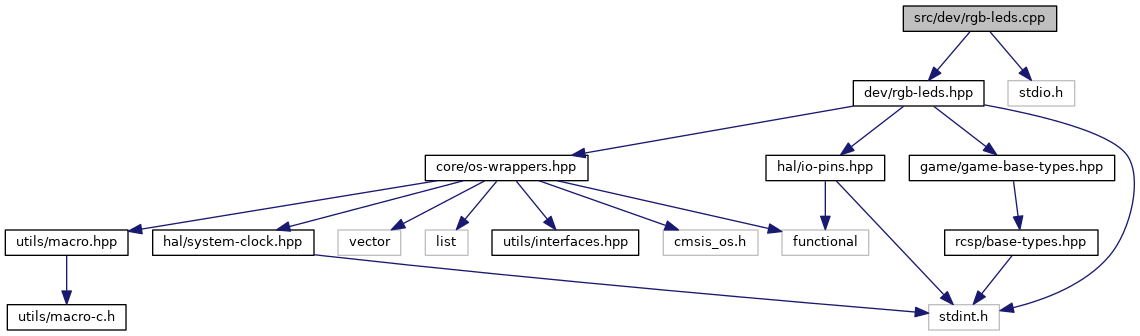 src/dev/rgb-leds.cpp
dev/rgb-leds.hpp
stdio.h
core/os-wrappers.hpp
hal/io-pins.hpp
game/game-base-types.hpp
utils/macro.hpp
hal/system-clock.hpp
vector
list
utils/interfaces.hpp
cmsis_os.h
functional
rcsp/base-types.hpp
utils/macro-c.h
stdint.h